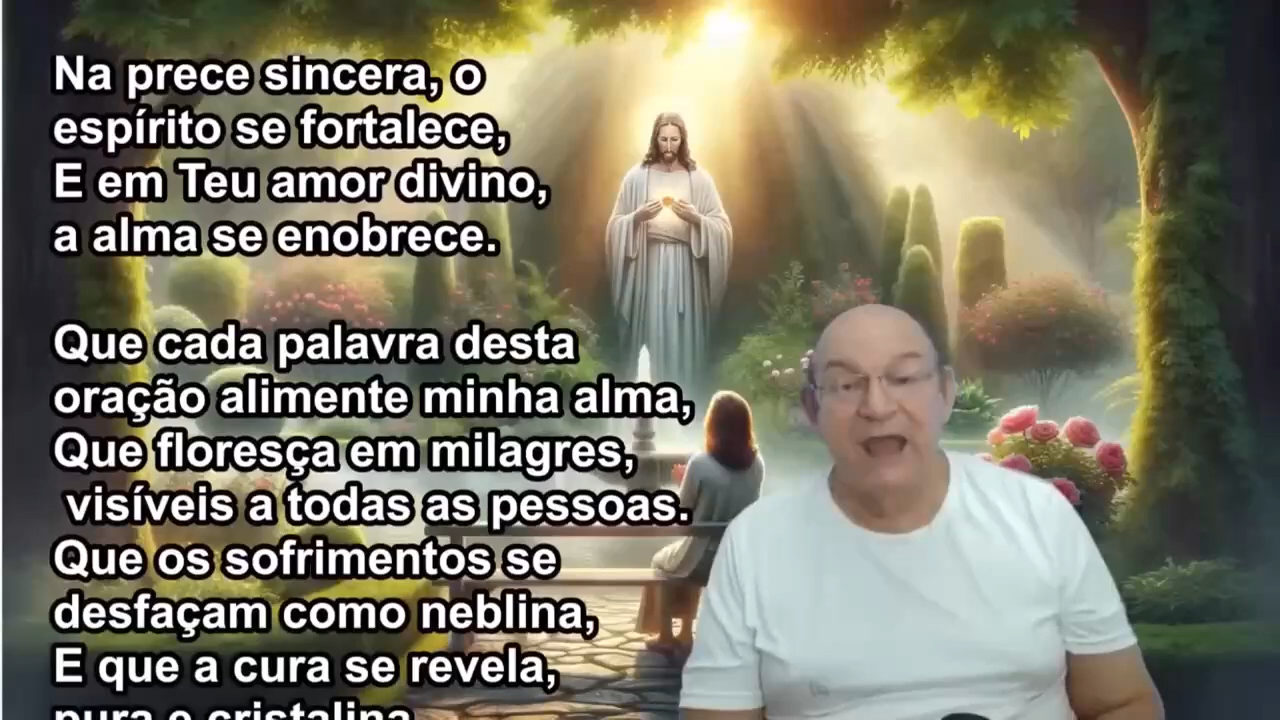 Na prece sincera, o
espírito se fortalece,
E em Teu amor divino,
a alma se enobrece.
Que cada palavra desta
oração alimente minha alma,
Que floresça em milagres,
visíveis a todas as pessoas.
Que os sofrimentos se
desfaçam como neblina,
E que a cura se revela,
pura e cristalina